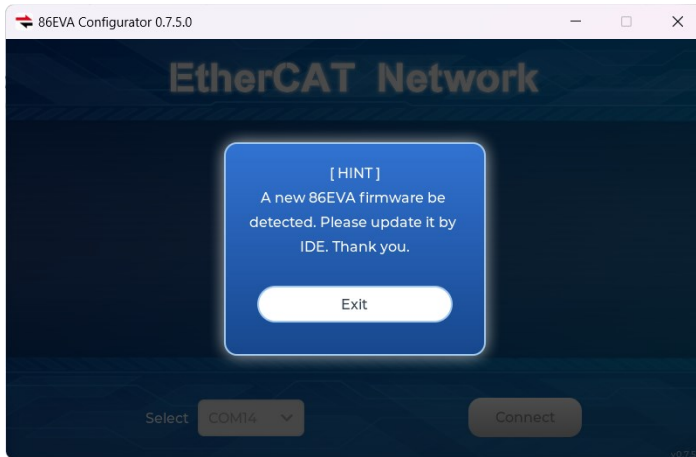 86EVA Configurator 0.7.5.0
EtherCAT Network
[ HINT ]
A new 86EVA firmware be
detected. Please update it by
IDE. Thank you.
Exit
Select COM14 Connect